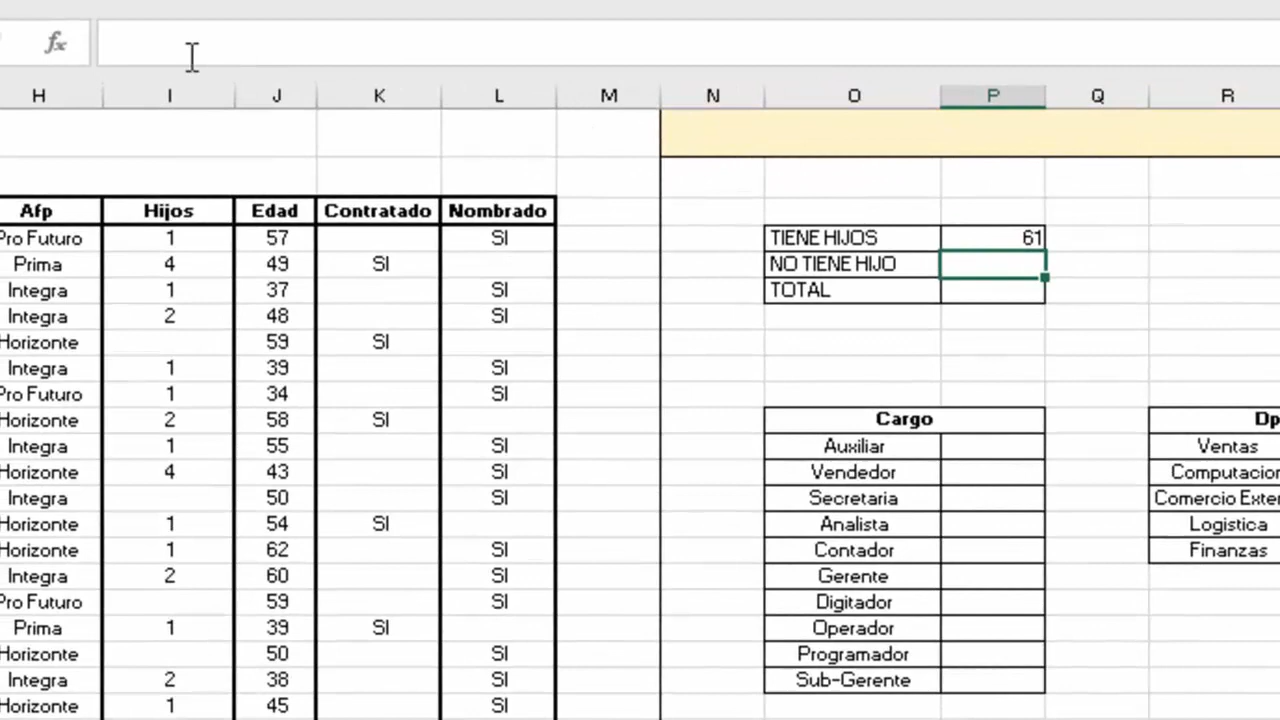 fx
H I J K L M N O P Q R
Afp Hijos Edad Contratado Nombrado
Pro Futuro 1 57 SI TIENE HIJOS 61
Prima 4 49 SI NO TIENE HIJO
Integra 1 37 SI TOTAL
Integra 2 48 SI
Horizonte 59 SI
Integra 1 39 SI
Pro Futuro 1 34 SI
Horizonte 2 58 SI Cargo Dp
Integra 1 55 SI Auxiliar Ventas
Horizonte 4 43 SI Vendedor Computacion
Integra 50 SI Secretaria Comercio Exter
Horizonte 1 54 SI Analista Logistica
Horizonte 1 62 SI Contador Finanzas
Integra 2 60 SI Gerente
Pro Futuro 59 SI Digitador
Prima 1 39 SI Operador
Horizonte 50 SI Programador
Integra 2 38 SI Sub-Gerente
Horizonte 1 45 SI